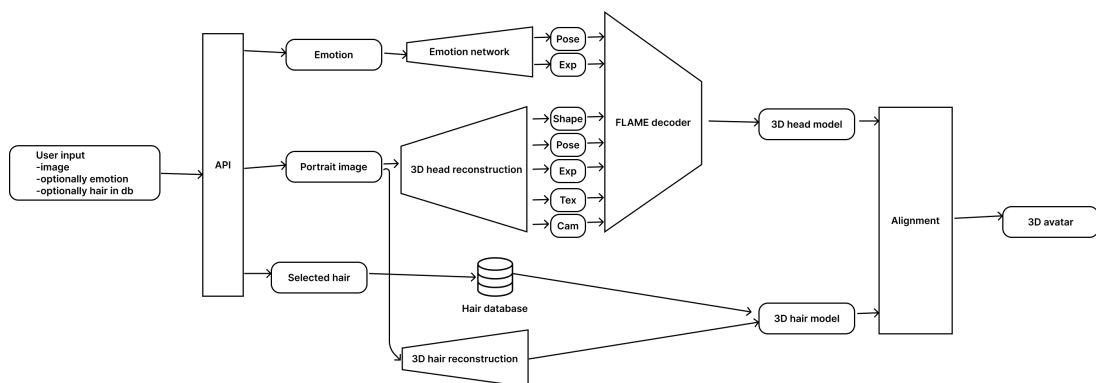 User input
-image
-optionally emotion
-optionally hair in db
API
Emotion
Emotion network
Pose
Exp
Portrait image
3D head reconstruction
Shape
Pose
Exp
Tex
Cam
FLAME decoder
3D head model
Selected hair
Hair database
3D hair reconstruction
3D hair model
Alignment
3D avatar